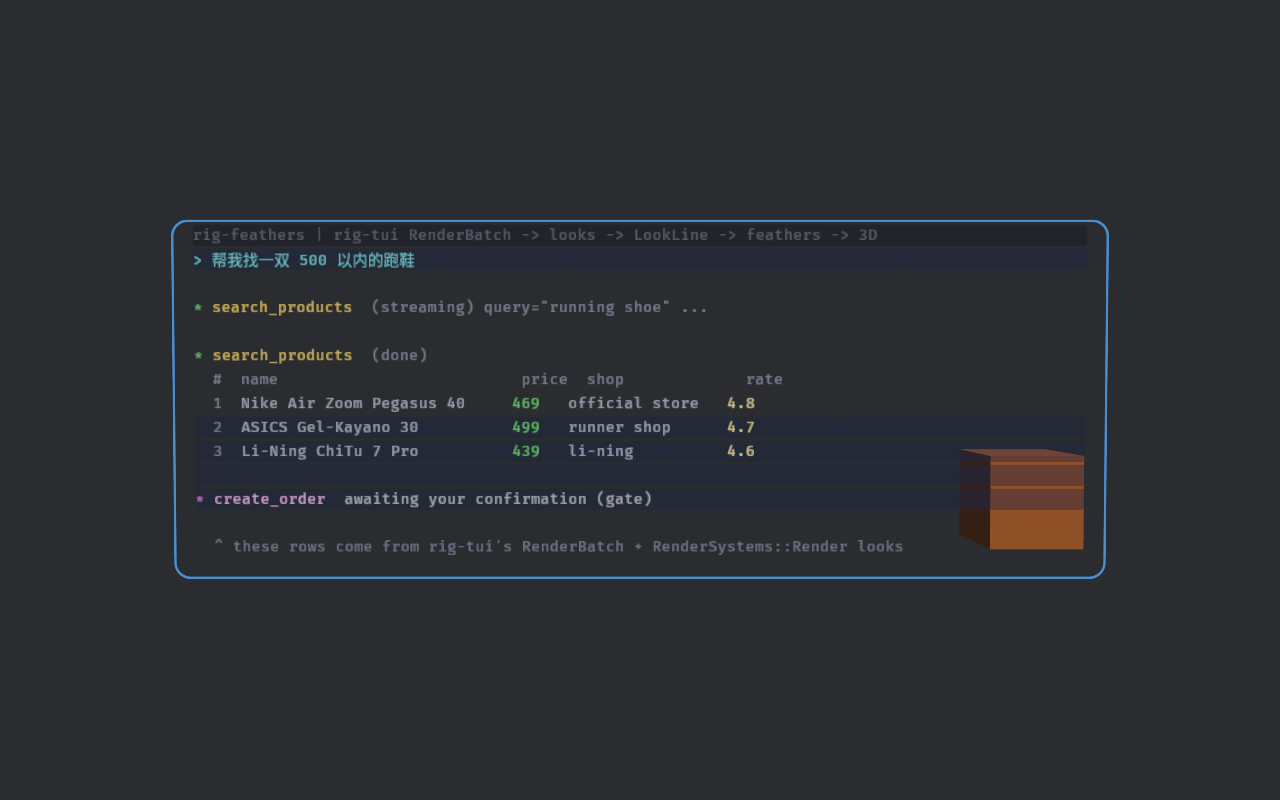 rig-feathers | rig-tui RenderBatch -> looks -> LookLine -> feathers -> 3D
> 帮我找一双 500 以内的跑鞋
* search_products (streaming) query="running shoe" ...
* search_products (done)
# name price shop rate
1 Nike Air Zoom Pegasus 40 469 official store 4.8
2 ASICS Gel-Kayano 30 499 runner shop 4.7
3 Li-Ning ChiTu 7 Pro 439 li-ning 4.6
* create_order awaiting your confirmation (gate)
^ these rows come from rig-tui's RenderBatch + RenderSystems::Render looks